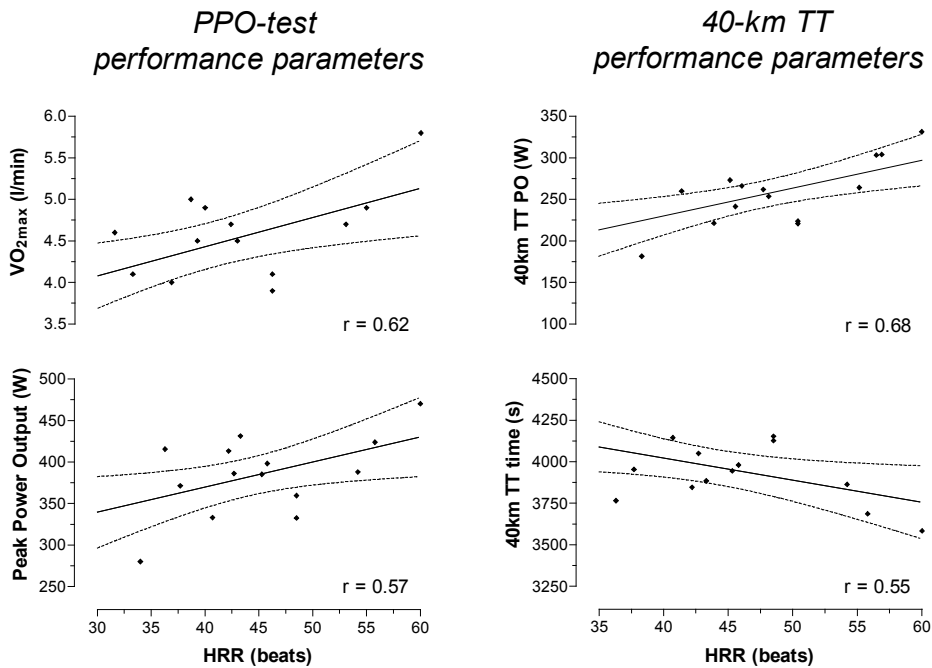 PPO-test
performance parameters
40-km TT
performance parameters
VO2max (l/min)
6.0
5.5
5.0
4.5
4.0
3.5
r = 0.62
40km TT PO (W)
350
300
250
200
150
100
r = 0.68
Peak Power Output (W)
500
450
400
350
300
250
r = 0.57
30 35 40 45 50 55 60
HRR (beats)
40km TT time (s)
4500
4250
4000
3750
3500
3250
r = 0.55
35 40 45 50 55 60
HRR (beats)